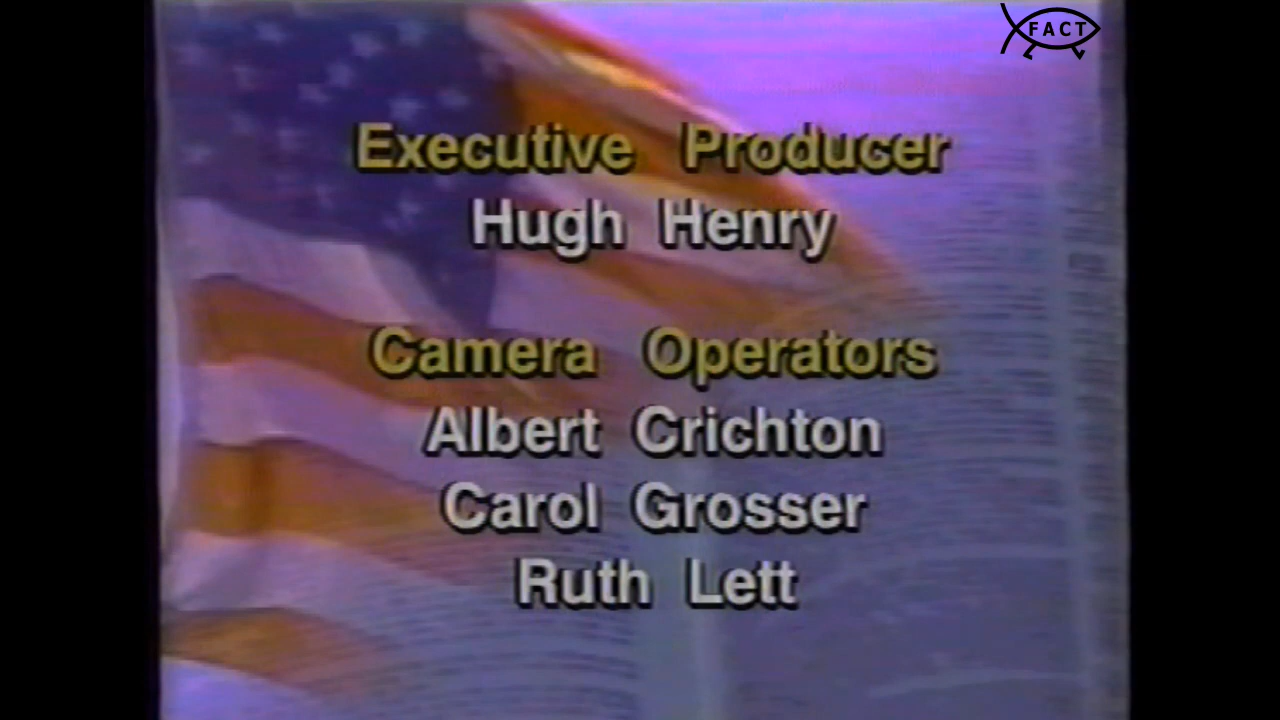 FACT
Executive Producer
Hugh Henry
Camera Operators
Albert Crichton
Carol Grosser
Ruth Lett